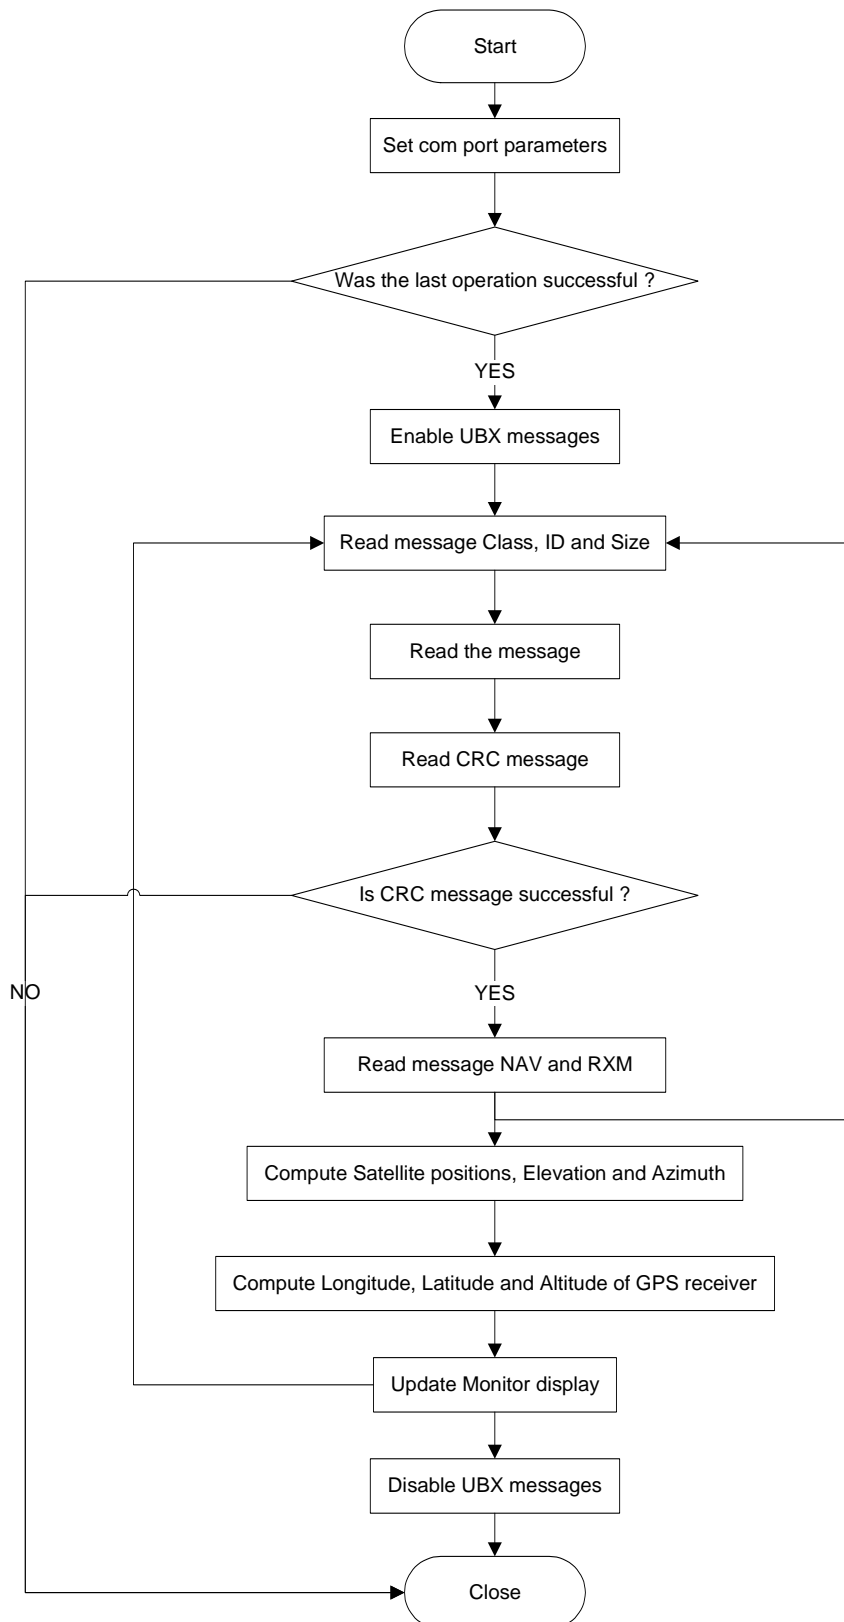 Start
Set com port parameters
Was the last operation successful ?
YES
Enable UBX messages
Read message Class, ID and Size
Read the message
Read CRC message
Is CRC message successful ?
NO
YES
Read message NAV and RXM
Compute Satellite positions, Elevation and Azimuth
Compute Longitude, Latitude and Altitude of GPS receiver
Update Monitor display
Disable UBX messages
Close